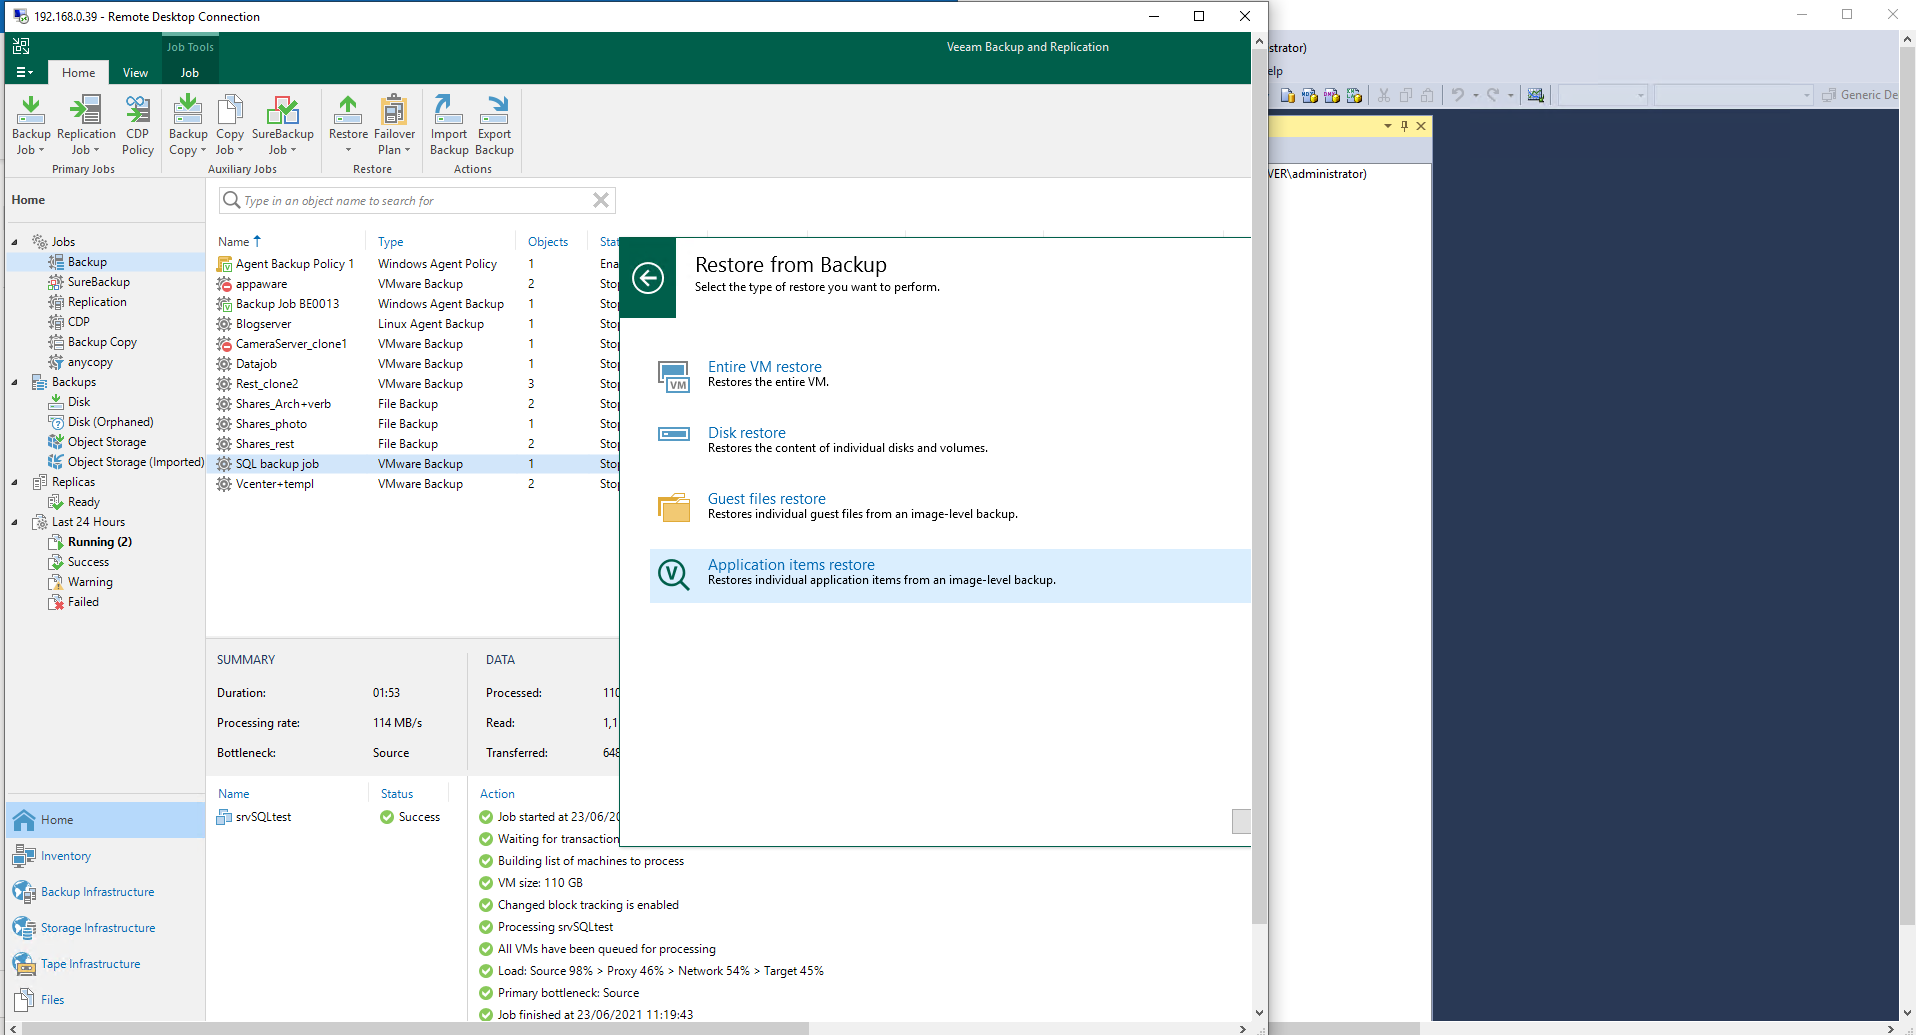 192.168.0.39 - Remote Desktop Connection
Job Tools
Veeam Backup and Replication
Home
View
Job
Backup Job
Replication Job
CDP Policy
Backup Copy
Copy Job
SureBackup Job
Restore
Failover Plan
Import Backup
Export Backup
Primary Jobs
Auxiliary Jobs
Restore
Actions
Home
Type in an object name to search for
Jobs
Backup
SureBackup
Replication
CDP
Backup Copy
anycopy
Backups
Disk
Disk (Orphaned)
Object Storage
Object Storage (Imported)
Replicas
Ready
Last 24 Hours
Running (2)
Success
Warning
Failed
Name Type Objects Stat
Agent Backup Policy 1 Windows Agent Policy 1 Ena
appaware VMware Backup 2 Stop
Backup Job BE0013 Windows Agent Backup 1 Stop
Blogserver Linux Agent Backup 1 Stop
CameraServer_clone1 VMware Backup 1 Stop
Datajob VMware Backup 1 Stop
Rest_clone2 VMware Backup 3 Stop
Shares_Arch+verb File Backup 2 Stop
Shares_photo File Backup 1 Stop
Shares_rest File Backup 2 Stop
SQL backup job VMware Backup 1 Stop
Vcenter+templ VMware Backup 2 Stop
Restore from Backup
Select the type of restore you want to perform.
VM
Entire VM restore
Restores the entire VM.
Disk restore
Restores the content of individual disks and volumes.
Guest files restore
Restores individual guest files from an image-level backup.
V
Application items restore
Restores individual application items from an image-level backup.
SUMMARY
Duration: 01:53
Processing rate: 114 MB/s
Bottleneck: Source
DATA
Processed: 110
Read: 1,1
Transferred: 648
Name Status
srvSQLtest Success
Action
Job started at 23/06/20
Waiting for transaction
Building list of machines to process
VM size: 110 GB
Changed block tracking is enabled
Processing srvSQLtest
All VMs have been queued for processing
Load: Source 98% > Proxy 46% > Network 54% > Target 45%
Primary bottleneck: Source
Job finished at 23/06/2021 11:19:43
Home
Inventory
Backup Infrastructure
Storage Infrastructure
Tape Infrastructure
Files
strator)
elp
Generic De
VER\administrator)